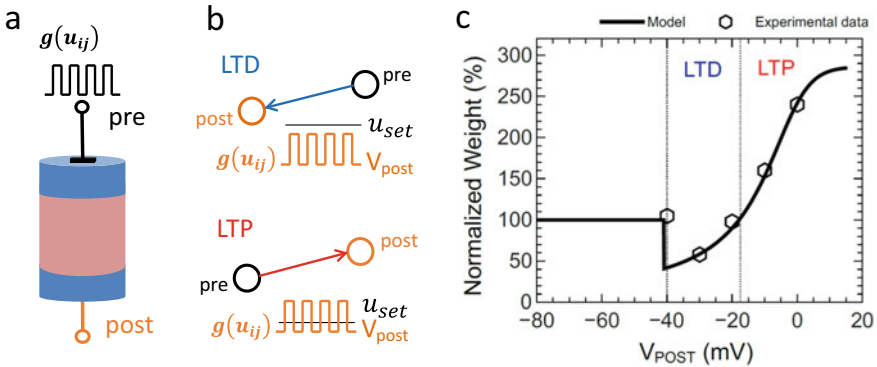 a
g(u_ij)
pre
post
b
LTD
pre
post
u_set
g(u_ij)
V_post
LTP
post
pre
u_set
g(u_ij)
V_post
c
Model
Experimental data
LTD
LTP
Normalized Weight (%)
300
250
200
150
100
50
0
−80
−60
−40
−20
0
20
V_POST (mV)